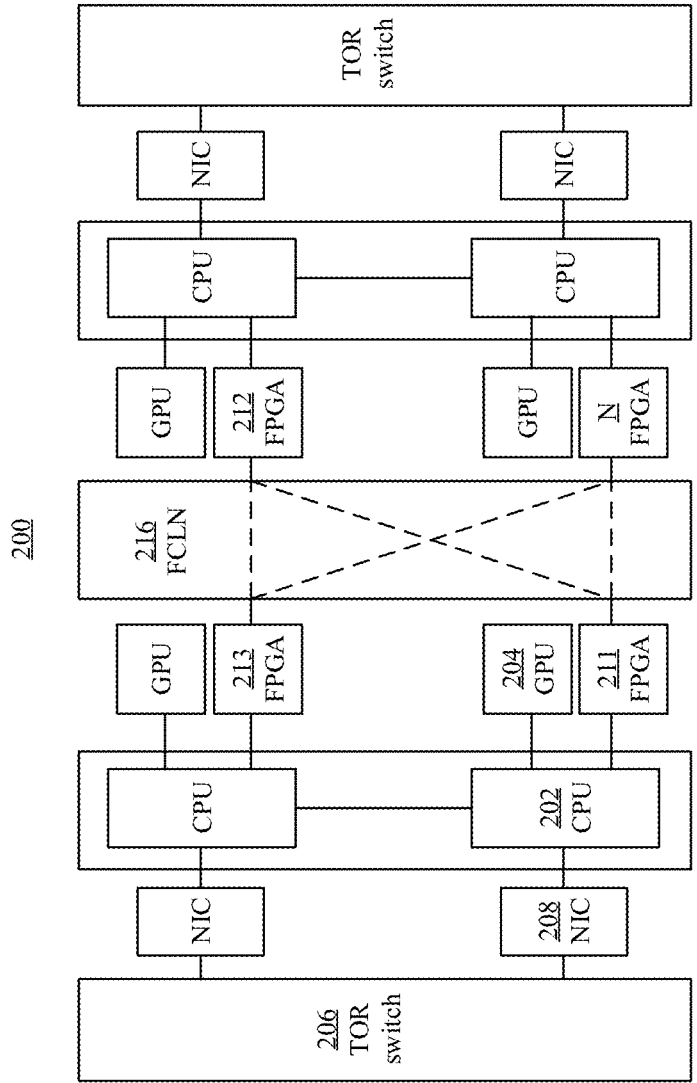 200
206
TOR
switch
NIC
208
NIC
CPU
202
CPU
GPU
213
FPGA
204
GPU
211
FPGA
216
FCLN
GPU
212
FPGA
GPU
N
FPGA
CPU
CPU
NIC
NIC
TOR
switch